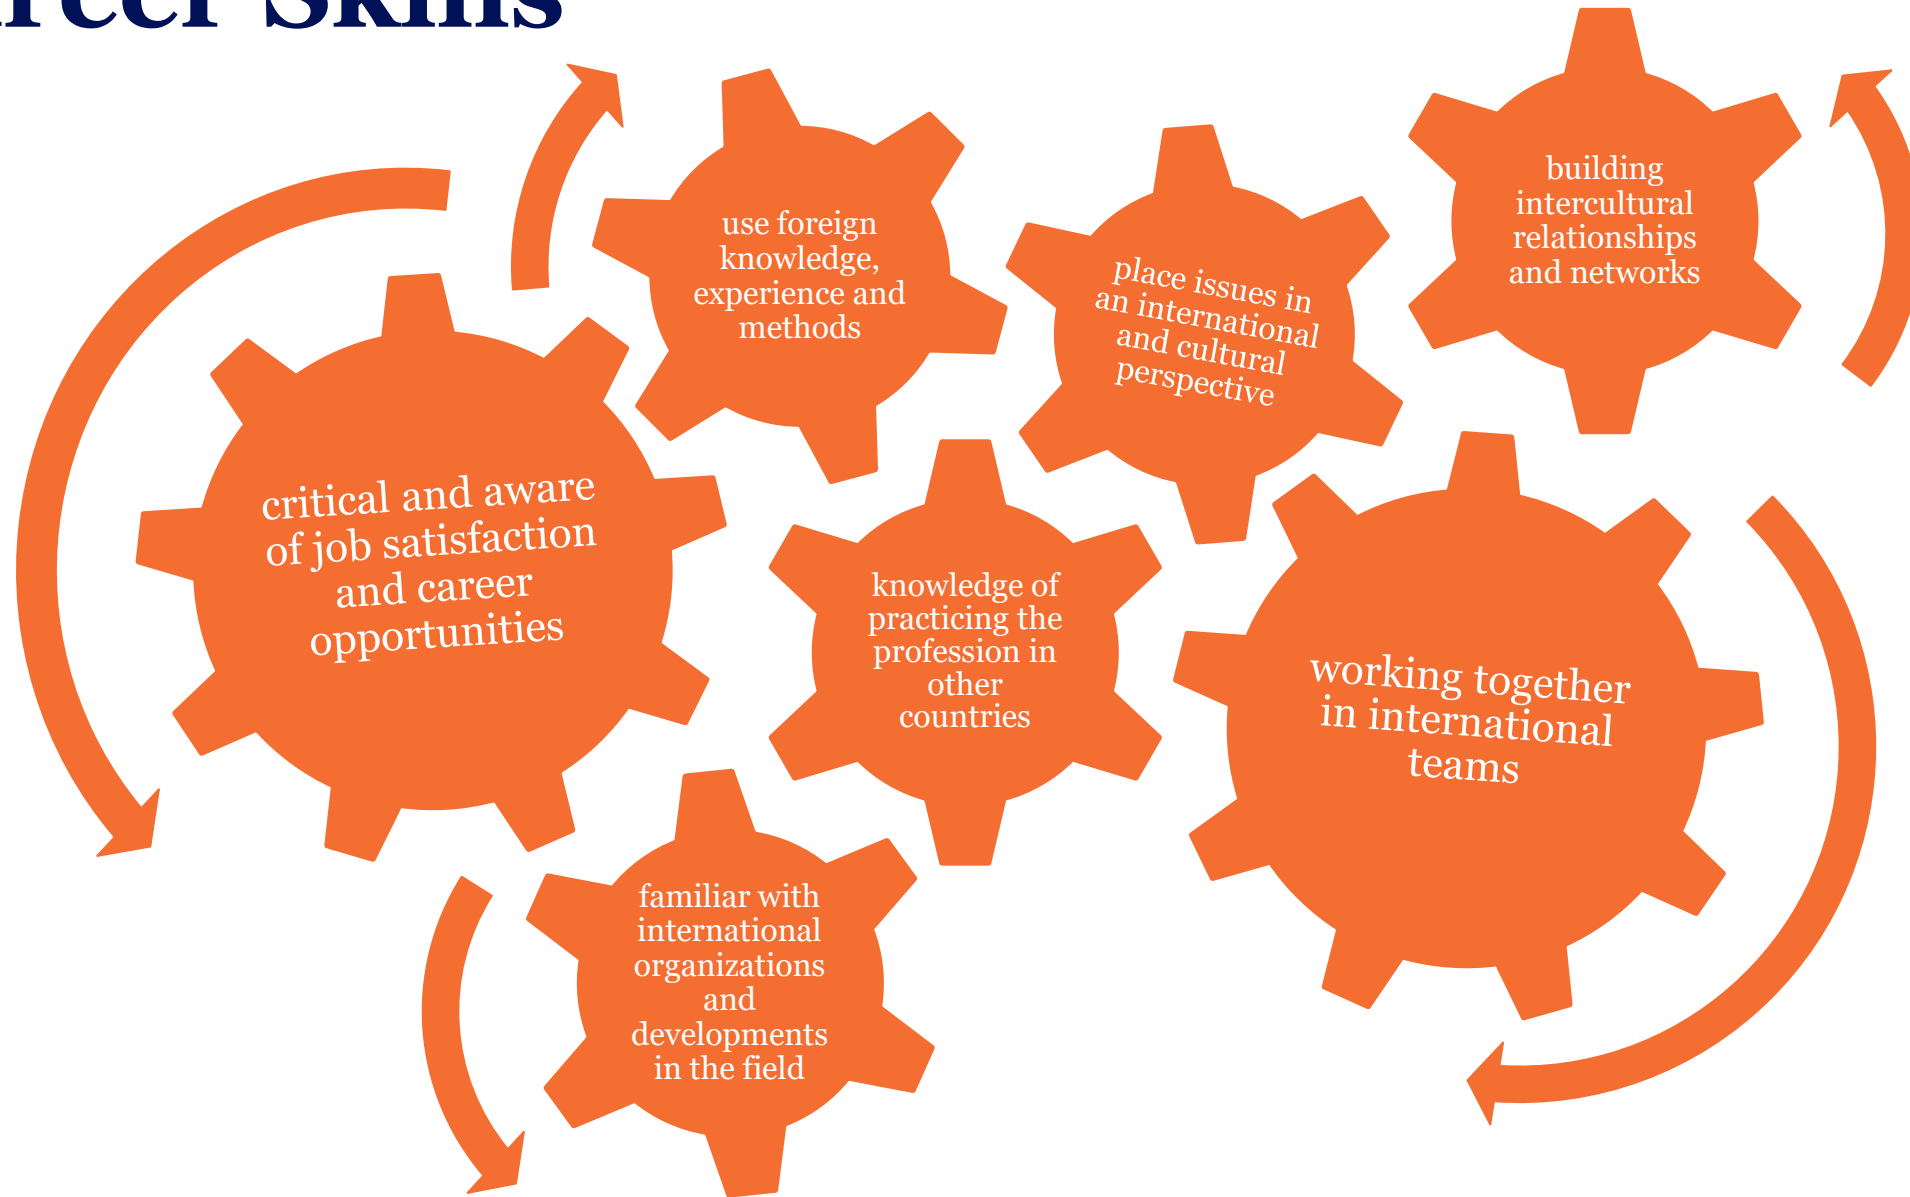 Skills
use foreign
knowledge,
experience and
methods
place issues in
an international
and cultural
perspective
building
intercultural
relationships
and networks
critical and aware
of job satisfaction
and career
opportunities
knowledge of
practicing the
profession in
other
countries
working together
in international
teams
familiar with
international
organizations
and
developments
in the field